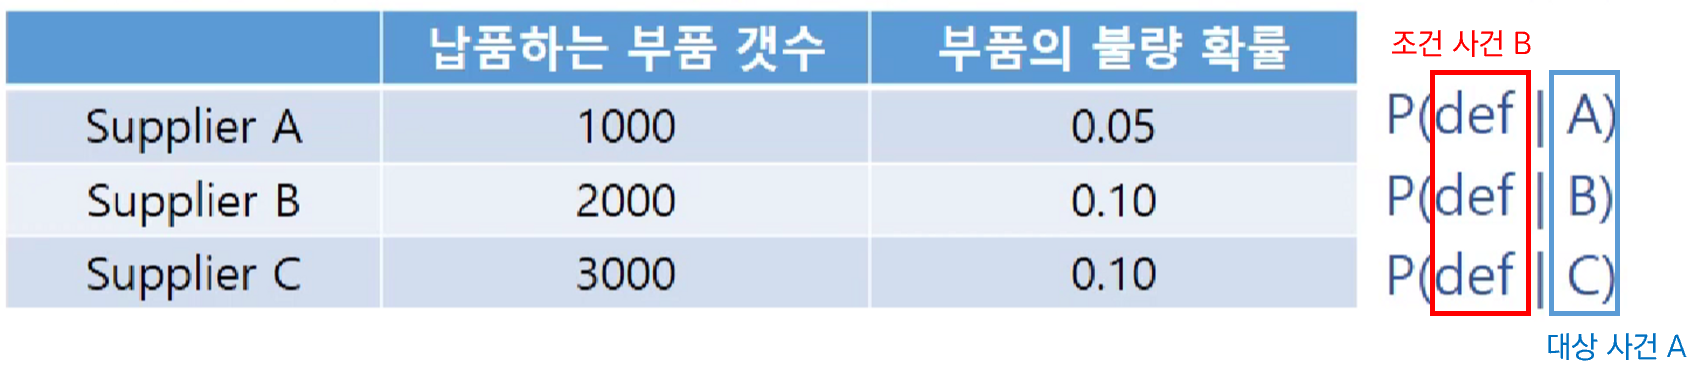 납품하는 부품 갯수 부품의 불량 확률
조건 사건 B
Supplier A 1000 0.05 P(def | A)
Supplier B 2000 0.10 P(def | B)
Supplier C 3000 0.10 P(def | C)
대상 사건 A